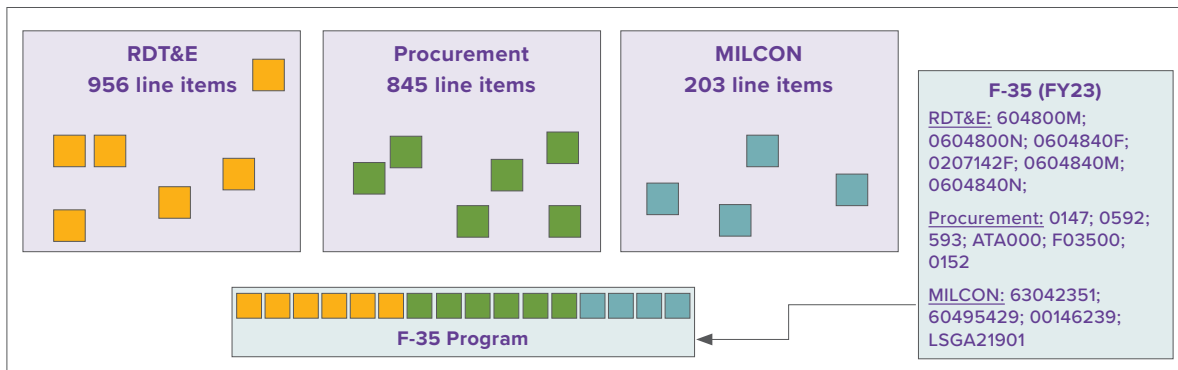 RDT&E
956 line items
Procurement
845 line items
MILCON
203 line items
F-35 (FY23)
RDT&E: 604800M;
0604800N; 0604840F;
0207142F; 0604840M;
0604840N;
Procurement: 0147; 0592;
593; ATA000; F03500;
0152
MILCON: 63042351;
60495429; 00146239;
LSGA21901
F-35 Program